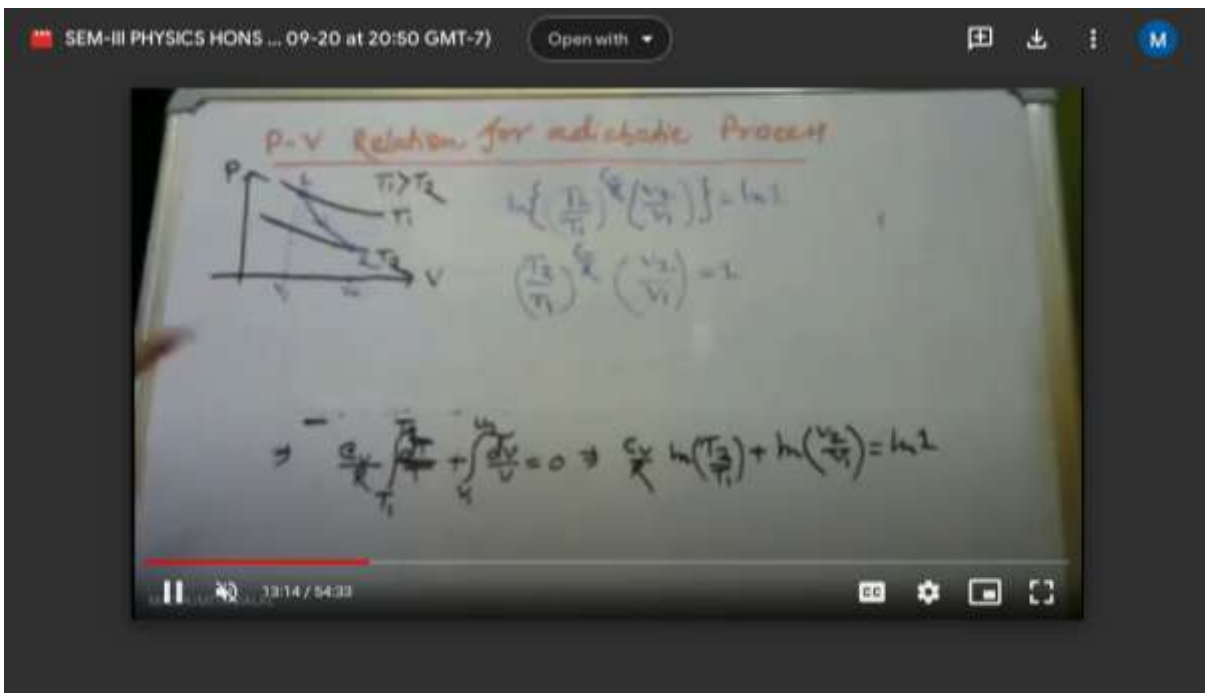 SEM-III PHYSICS HONS ... 09-20 at 20:50 GMT-7)
Open with
M
P-V Relation for adiabatic Process
P
T₁>T₂
T₁
T₂
V
ln{(T₂/T₁)^(Cv/R) (V₂/V₁)} = ln1
(T₂/T₁)^(Cv/R) (V₂/V₁) = 1
⇒ Cv/R ∫ dT/T + ∫ dV/V = 0 ⇒ Cv/R ln(T₂/T₁) + ln(V₂/V₁) = ln1
13:14 / 54:33
CC